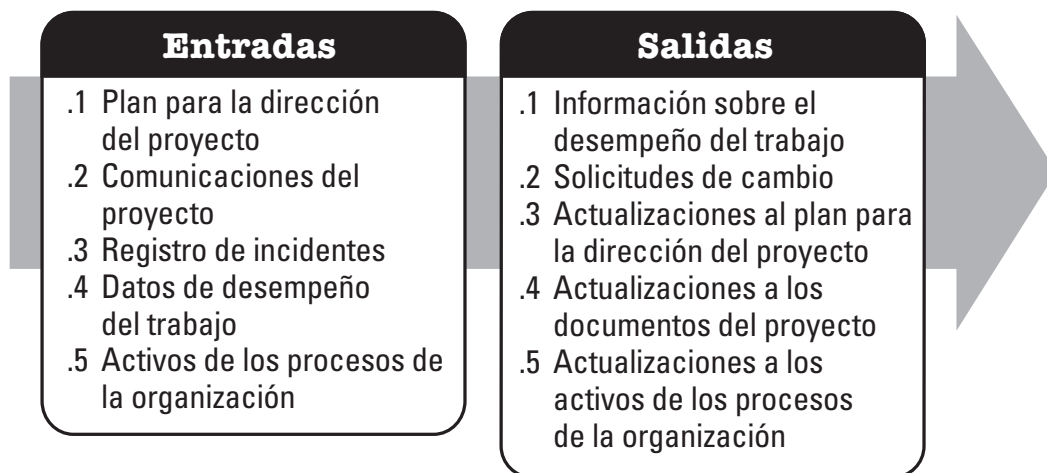 Entradas
.1 Plan para la dirección
del proyecto
.2 Comunicaciones del
proyecto
.3 Registro de incidentes
.4 Datos de desempeño
del trabajo
.5 Activos de los procesos de
la organización
Salidas
.1 Información sobre el
desempeño del trabajo
.2 Solicitudes de cambio
.3 Actualizaciones al plan para
la dirección del proyecto
.4 Actualizaciones a los
documentos del proyecto
.5 Actualizaciones a los
activos de los procesos
de la organización